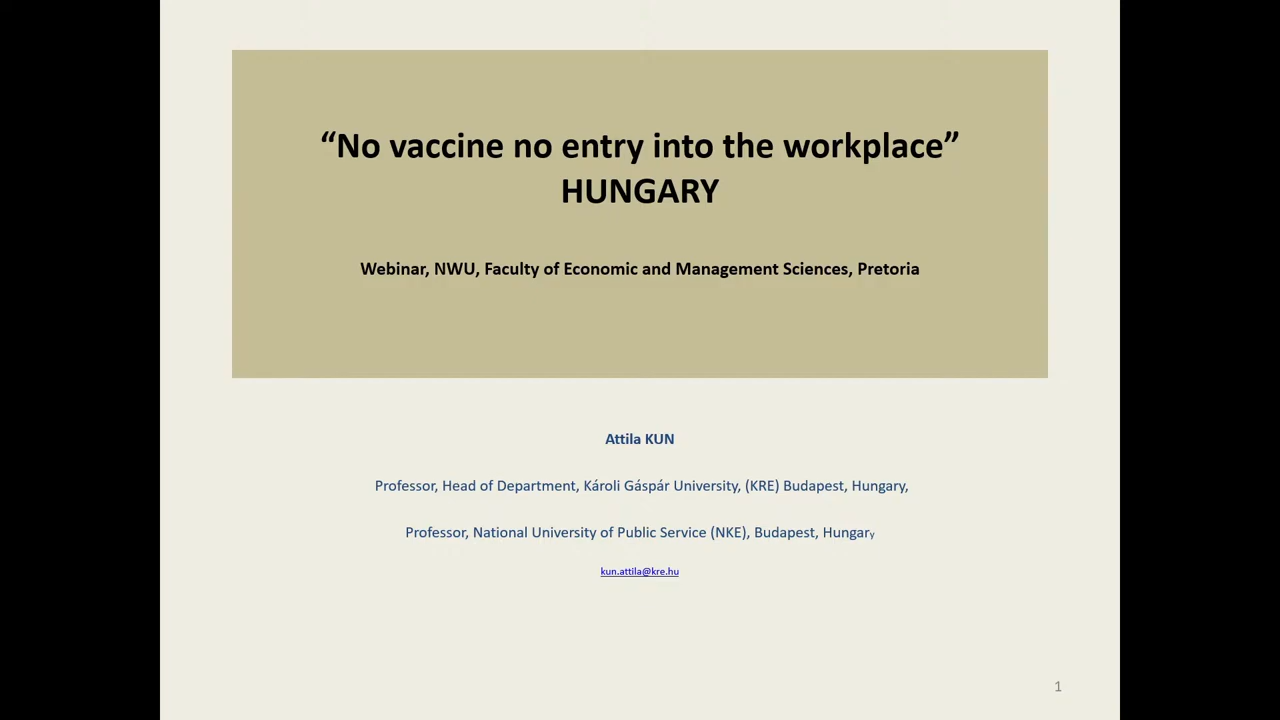 “No vaccine no entry into the workplace”
HUNGARY
Webinar, NWU, Faculty of Economic and Management Sciences, Pretoria
Attila KUN
Professor, Head of Department, Károli Gáspár University, (KRE) Budapest, Hungary,
Professor, National University of Public Service (NKE), Budapest, Hungary
kun.attila@kre.hu
1